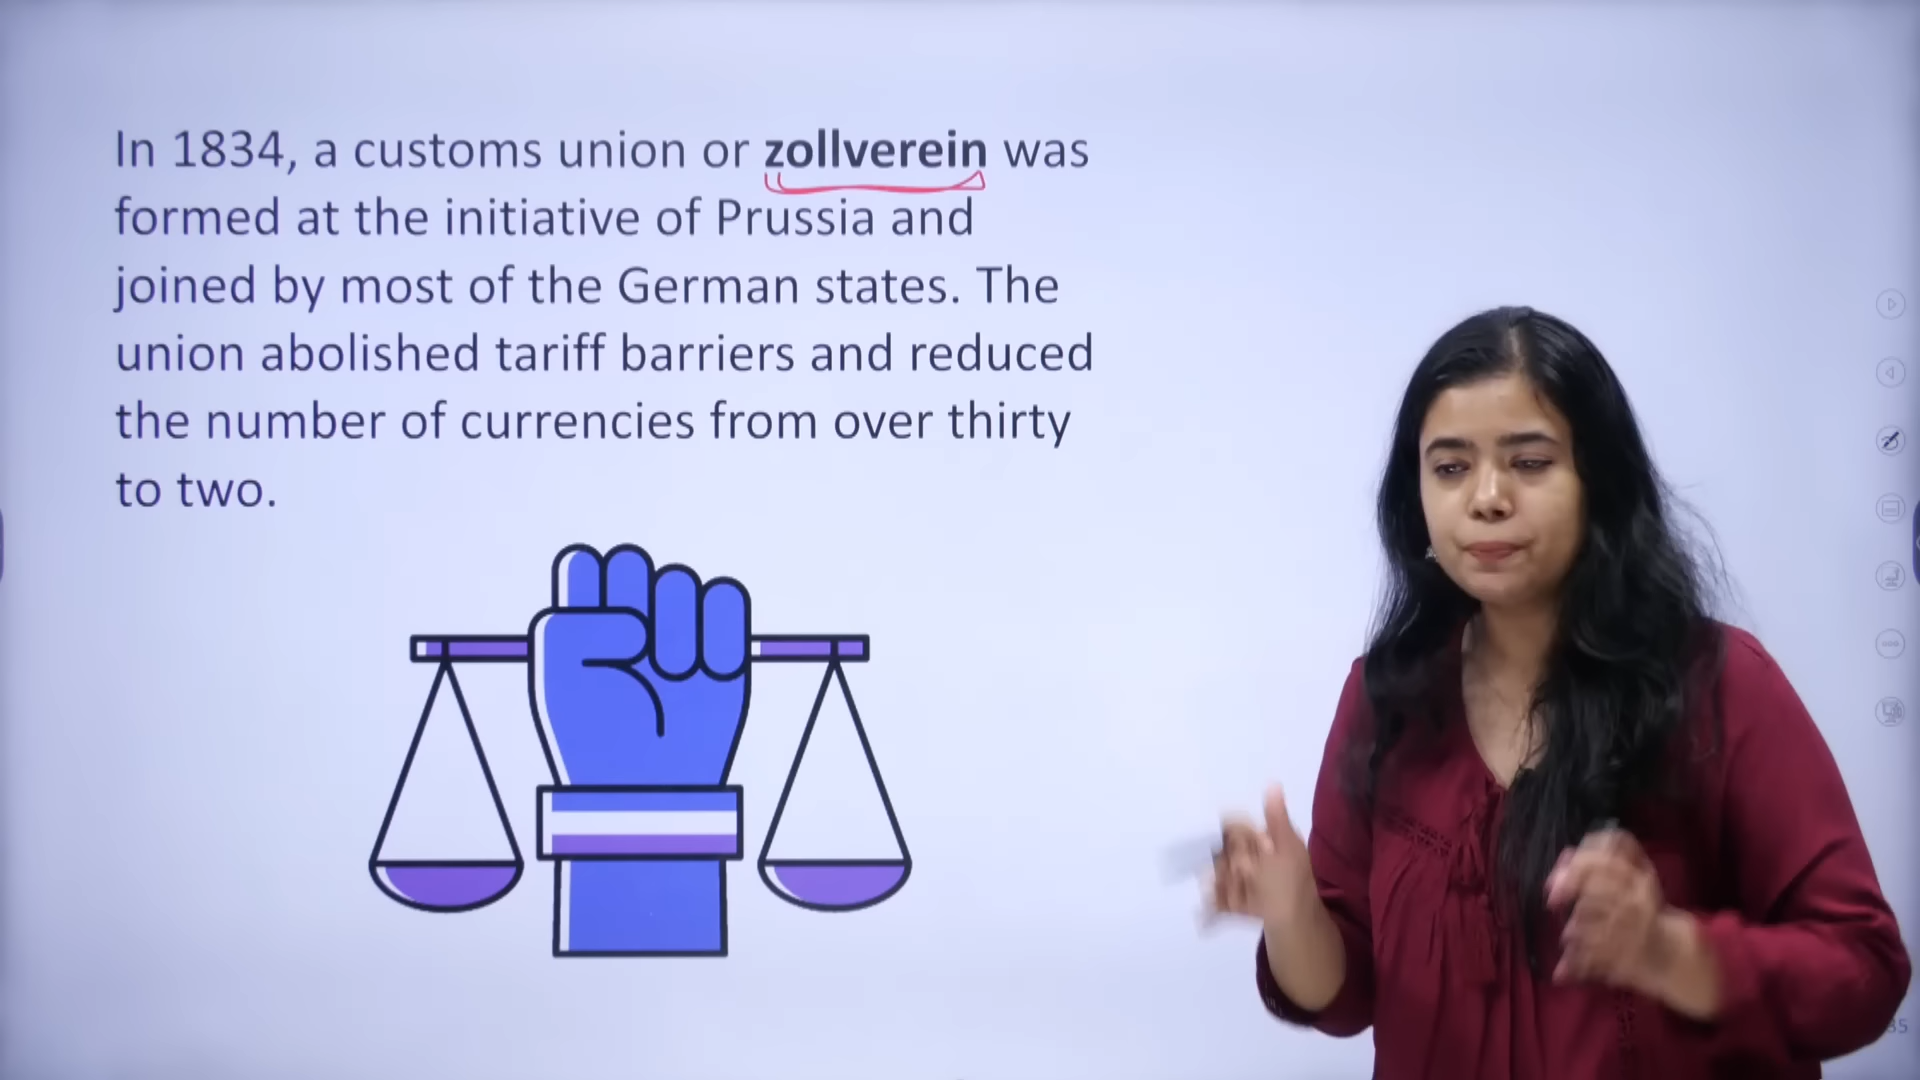 In 1834, a customs union or zollverein was
formed at the initiative of Prussia and
joined by most of the German states. The
union abolished tariff barriers and reduced
the number of currencies from over thirty
to two.
35